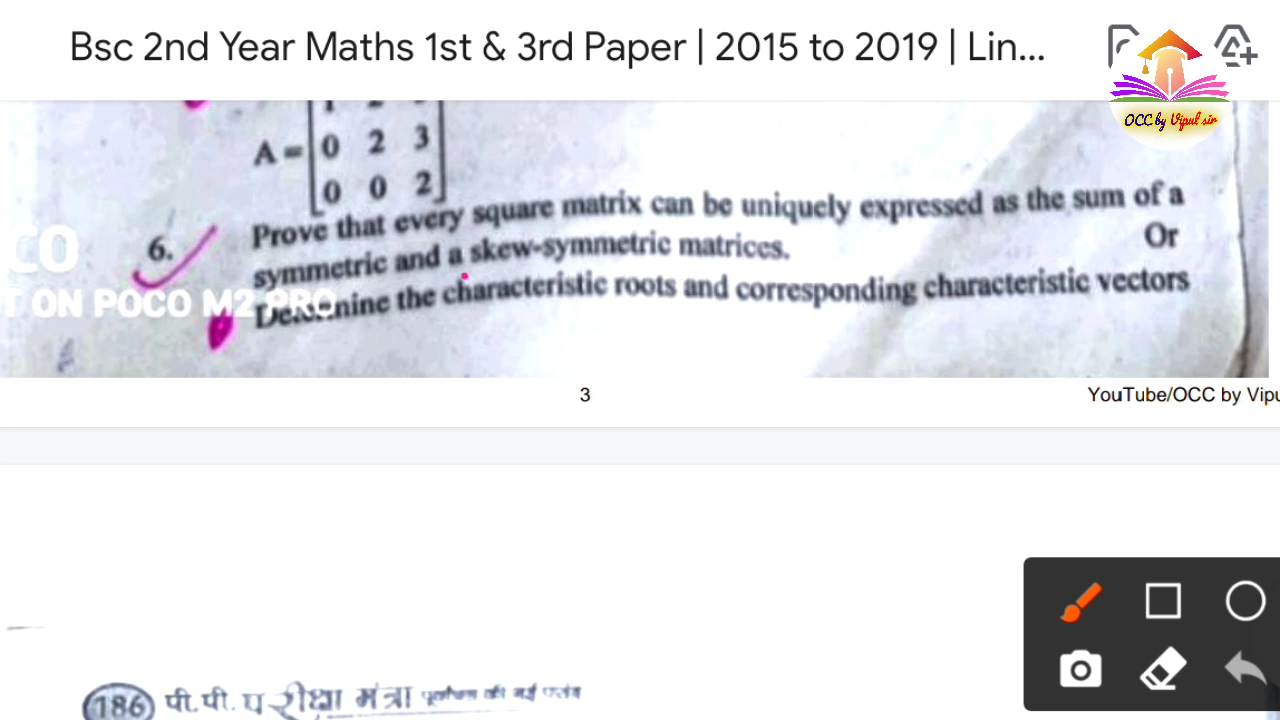 Bsc 2nd Year Maths 1st & 3rd Paper | 2015 to 2019 | Lin...
OCC by Vipul sir
A = 0 2 3
0 0 2
6. Prove that every square matrix can be uniquely expressed as the sum of a
symmetric and a skew-symmetric matrices.
Or
Determine the characteristic roots and corresponding characteristic vectors
CO
T ON POCO M2 PRO
3
YouTube/OCC by Vipu
186 पी.पी. परीक्षा मंत्रा